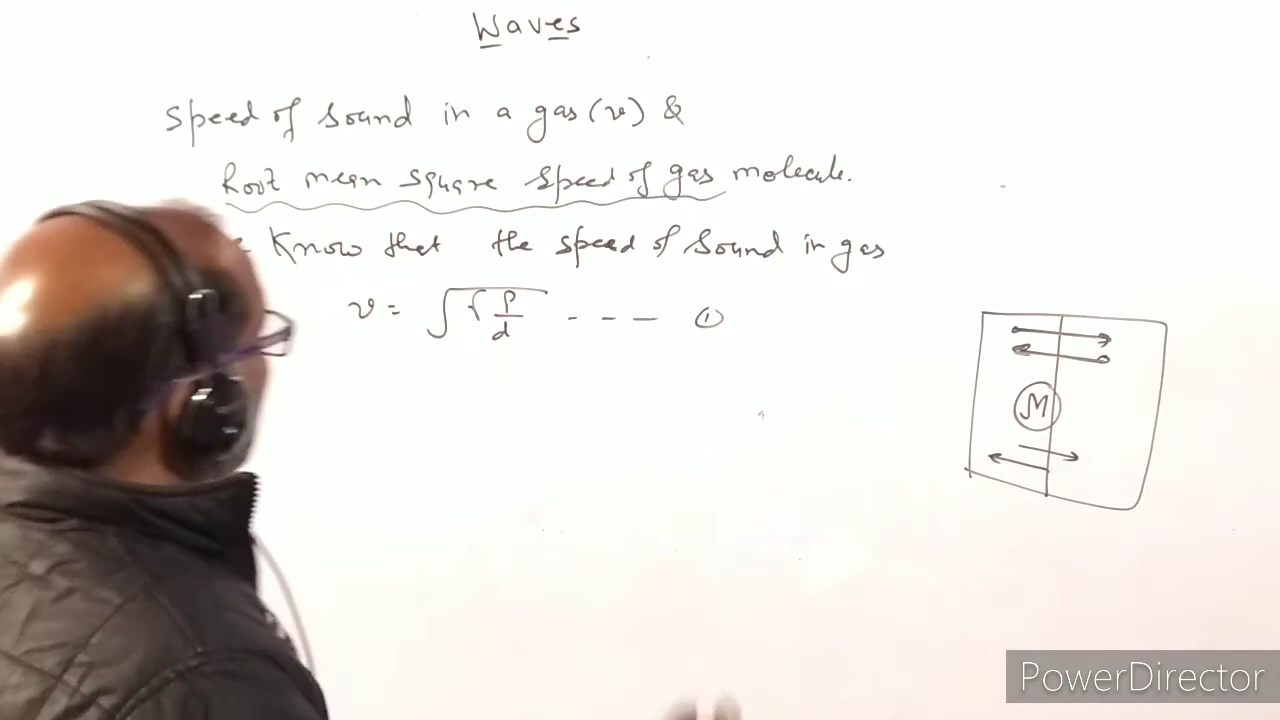 Waves
Speed of sound in a gas (v) &
Root mean square speed of gas molecule.
Know that the speed of sound in gas
v = √γ P/d - - - ①
M
PowerDirector